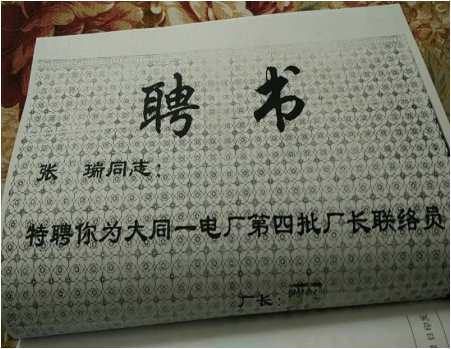 聘书
张 瑞同志：
特聘你为大同一电厂第四批厂长联络员
厂长：